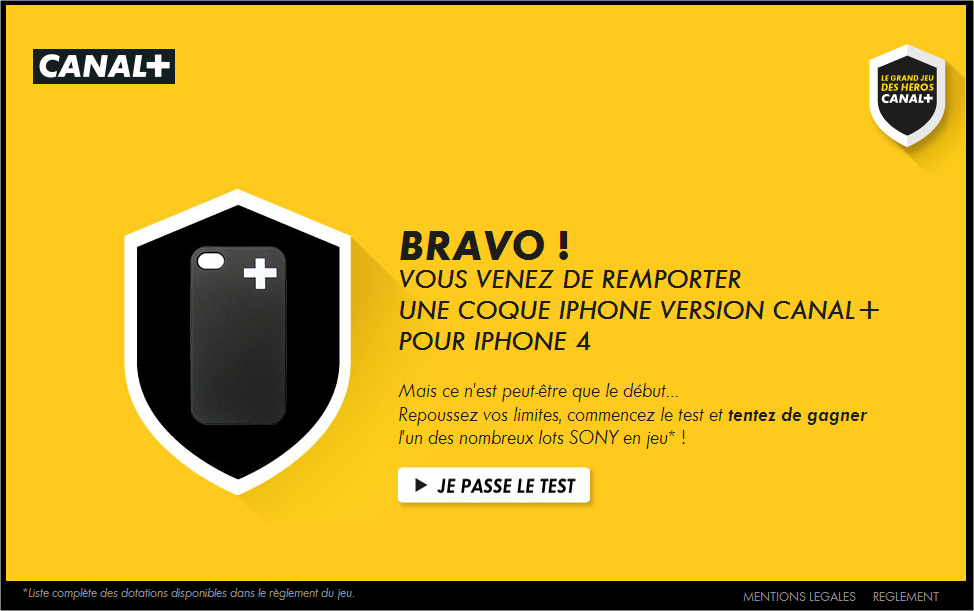 CANAL+
LE GRAND JEU
DES HEROS
CANAL+
BRAVO !
VOUS VENEZ DE REMPORTER
UNE COQUE IPHONE VERSION CANAL+
POUR IPHONE 4
Mais ce n'est peut-être que le début...
Repoussez vos limites, commencez le test et tentez de gagner
l'un des nombreux lots SONY en jeu* !
JE PASSE LE TEST
*Liste complète des dotations disponibles dans le règlement du jeu.
MENTIONS LEGALES REGLEMENT